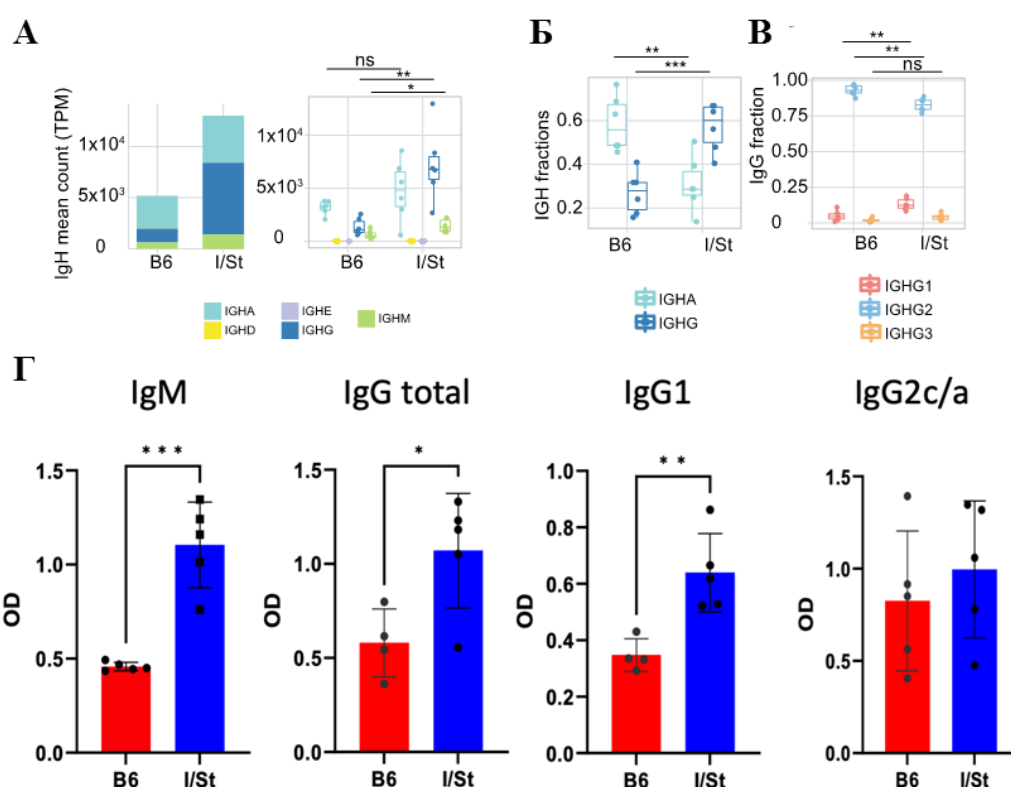 А
ns
**
*
IgH mean count (TPM)
1x10⁴
5x10³
0
B6
I/St
1x10⁴
5x10³
0
B6
I/St
IGHA
IGHE
IGHM
IGHD
IGHG
Б
**
***
IGH fractions
0.6
0.4
0.2
B6
I/St
IGHA
IGHG
В
**
**
ns
IgG fraction
1.00
0.75
0.25
0
B6
I/St
IGHG1
IGHG2
IGHG3
Г
IgM
***
OD
1.5
1.0
0.5
0.0
B6
I/St
IgG total
*
OD
1.5
1.0
0.5
0.0
B6
I/St
IgG1
**
OD
1.0
0.8
0.6
0.4
0.2
0.0
B6
I/St
IgG2c/a
OD
1.5
1.0
0.5
0.0
B6
I/St